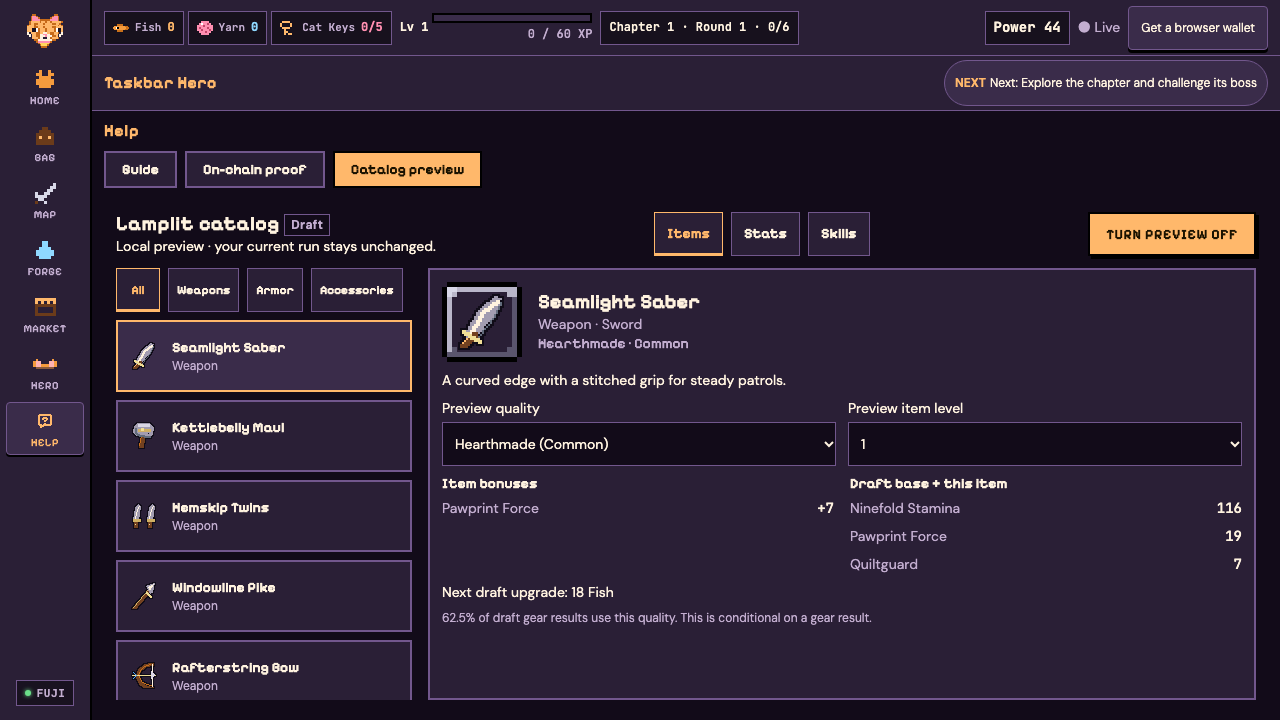 Fish 0
Yarn 0
Cat Keys 0/5
Lv 1
0 / 60 XP
Chapter 1 · Round 1 · 0/6
Power 44
Live
Get a browser wallet
HOME
BAG
MAP
FORGE
MARKET
HERO
HELP
FUJI
Taskbar Hero
NEXT Next: Explore the chapter and challenge its boss
Help
Guide
On-chain proof
Catalog preview
Lamplit catalog Draft
Local preview · your current run stays unchanged.
Items
Stats
Skills
TURN PREVIEW OFF
All
Weapons
Armor
Accessories
Seamlight Saber
Weapon
Kettlebelly Maul
Weapon
Hemskip Twins
Weapon
Windowline Pike
Weapon
Rafterstring Bow
Weapon
Seamlight Saber
Weapon · Sword
Hearthmade · Common
A curved edge with a stitched grip for steady patrols.
Preview quality
Hearthmade (Common)
Preview item level
1
Item bonuses
Pawprint Force +7
Draft base + this item
Ninefold Stamina 116
Pawprint Force 19
Quiltguard 7
Next draft upgrade: 18 Fish
62.5% of draft gear results use this quality. This is conditional on a gear result.